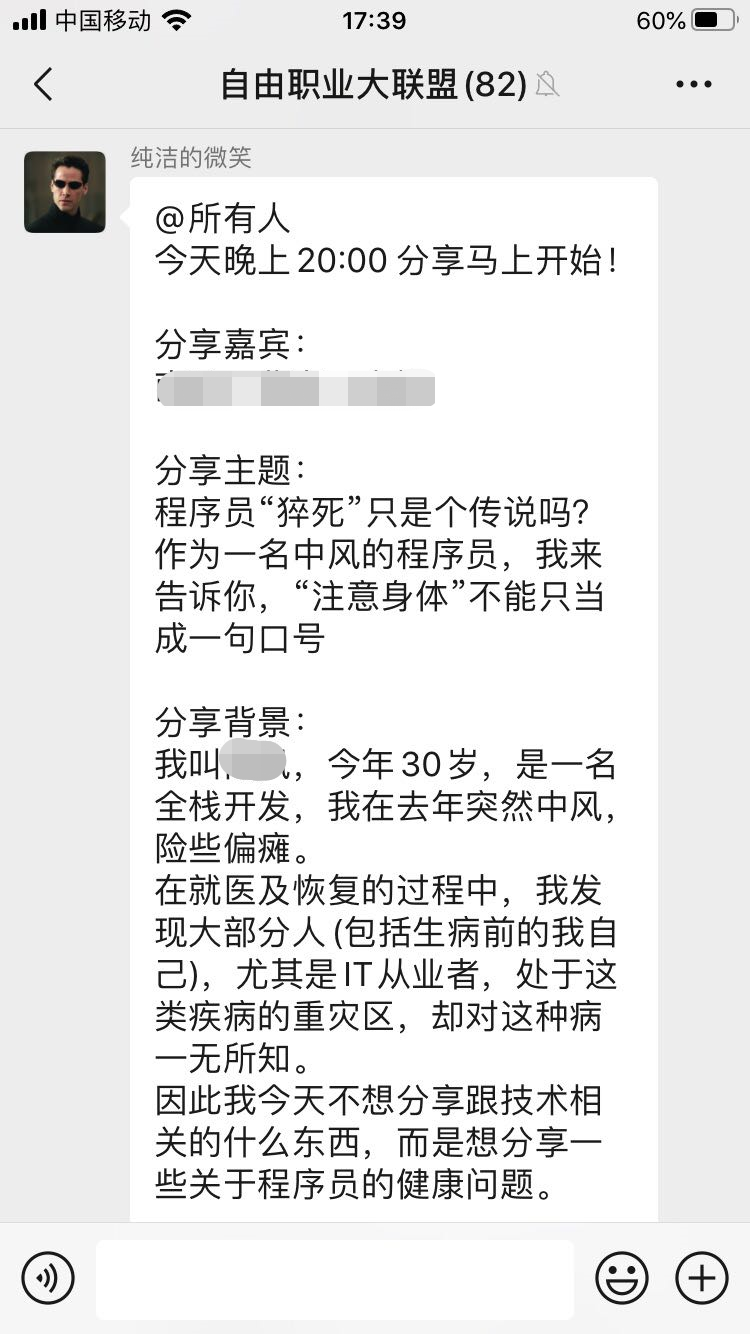 中国移动 17:39 60%
自由职业大联盟(82)
纯洁的微笑
@所有人
今天晚上20:00 分享马上开始！
分享嘉宾：
分享主题：
程序员“猝死”只是个传说吗？
作为一名中风的程序员，我来
告诉你，“注意身体”不能只当
成一句口号
分享背景：
我叫，今年30岁，是一名
全栈开发，我在去年突然中风，
险些偏瘫。
在就医及恢复的过程中，我发
现大部分人(包括生病前的我自
己)，尤其是IT从业者，处于这
类疾病的重灾区，却对这种病
一无所知。
因此我今天不想分享跟技术相
关的什么东西，而是想分享一
些关于程序员的健康问题。